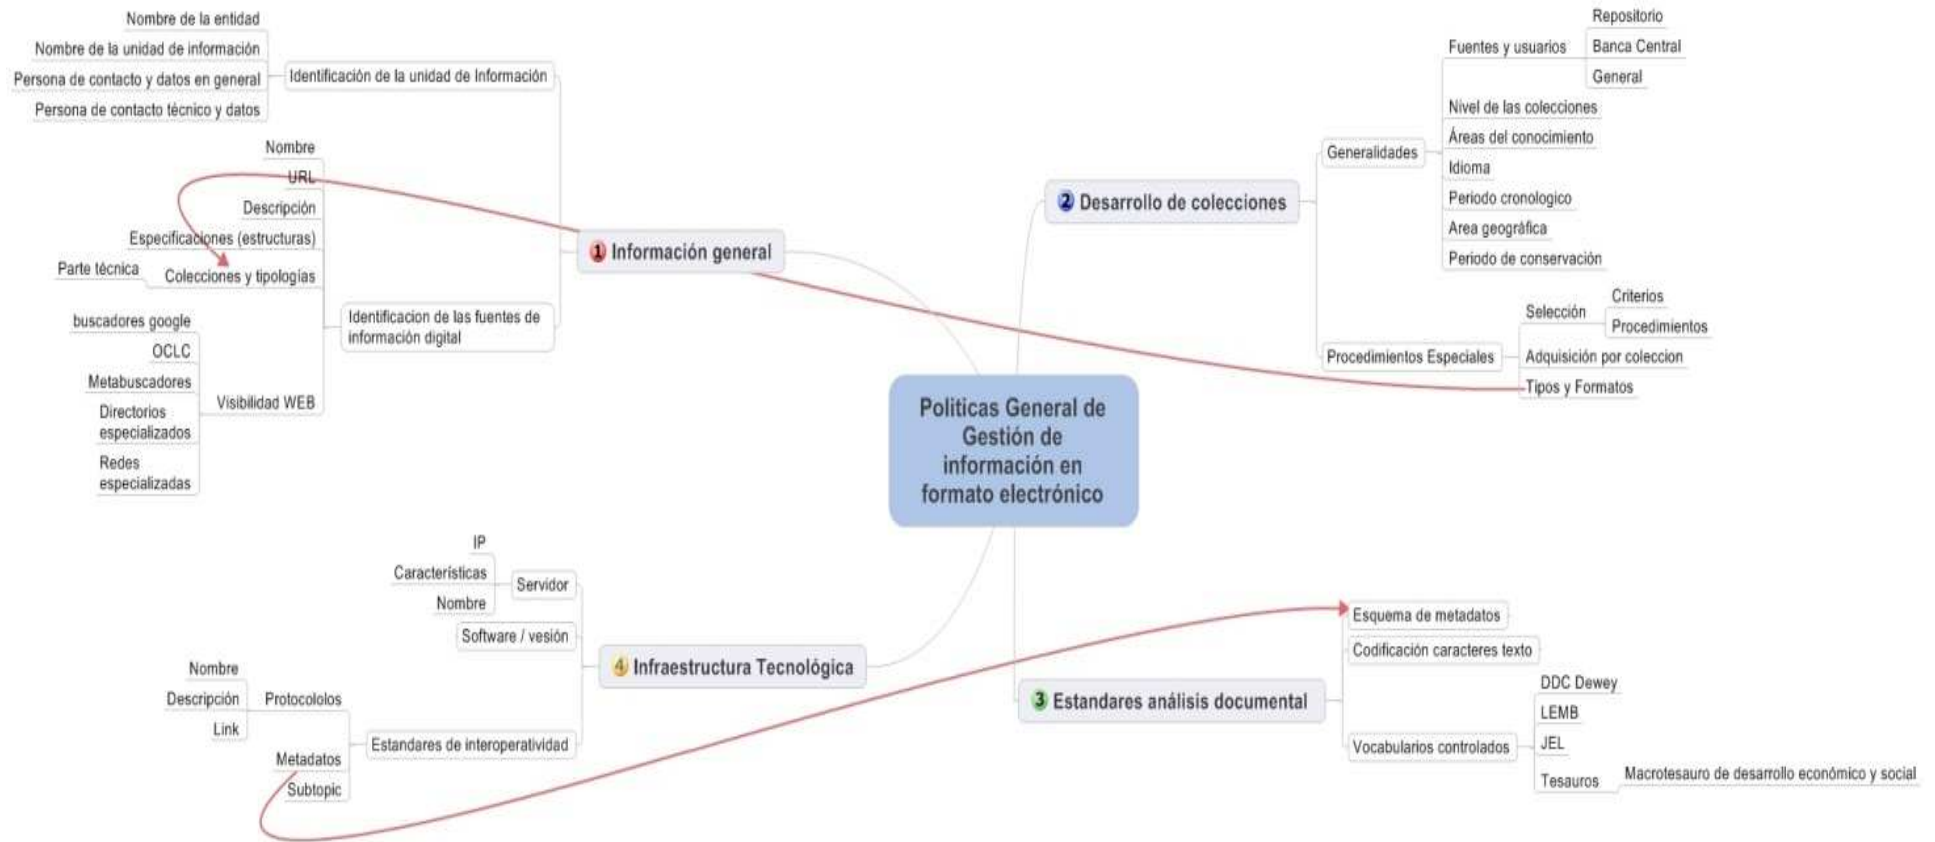 Politicas General de
Gestión de
información en
formato electrónico
1 Información general
Identificación de la unidad de Información
Nombre de la entidad
Nombre de la unidad de información
Persona de contacto y datos en general
Persona de contacto técnico y datos
Identificacion de las fuentes de
información digital
Nombre
URL
Descripción
Especificaciones (estructuras)
Colecciones y tipologías
Parte técnica
Visibilidad WEB
buscadores google
OCLC
Metabuscadores
Directorios
especializados
Redes
especializadas
2 Desarrollo de colecciones
Generalidades
Fuentes y usuarios
Repositorio
Banca Central
General
Nivel de las colecciones
Áreas del conocimiento
Idioma
Periodo cronologico
Area geográfica
Periodo de conservación
Procedimientos Especiales
Selección
Criterios
Procedimientos
Adquisición por coleccion
Tipos y Formatos
3 Estandares análisis documental
Esquema de metadatos
Codificación caracteres texto
Vocabularios controlados
DDC Dewey
LEMB
JEL
Tesauros
Macrotesauro de desarrollo económico y social
4 Infraestructura Tecnológica
Servidor
IP
Características
Nombre
Software / vesión
Estandares de interoperatividad
Protocololos
Nombre
Descripción
Link
Metadatos
Subtopic